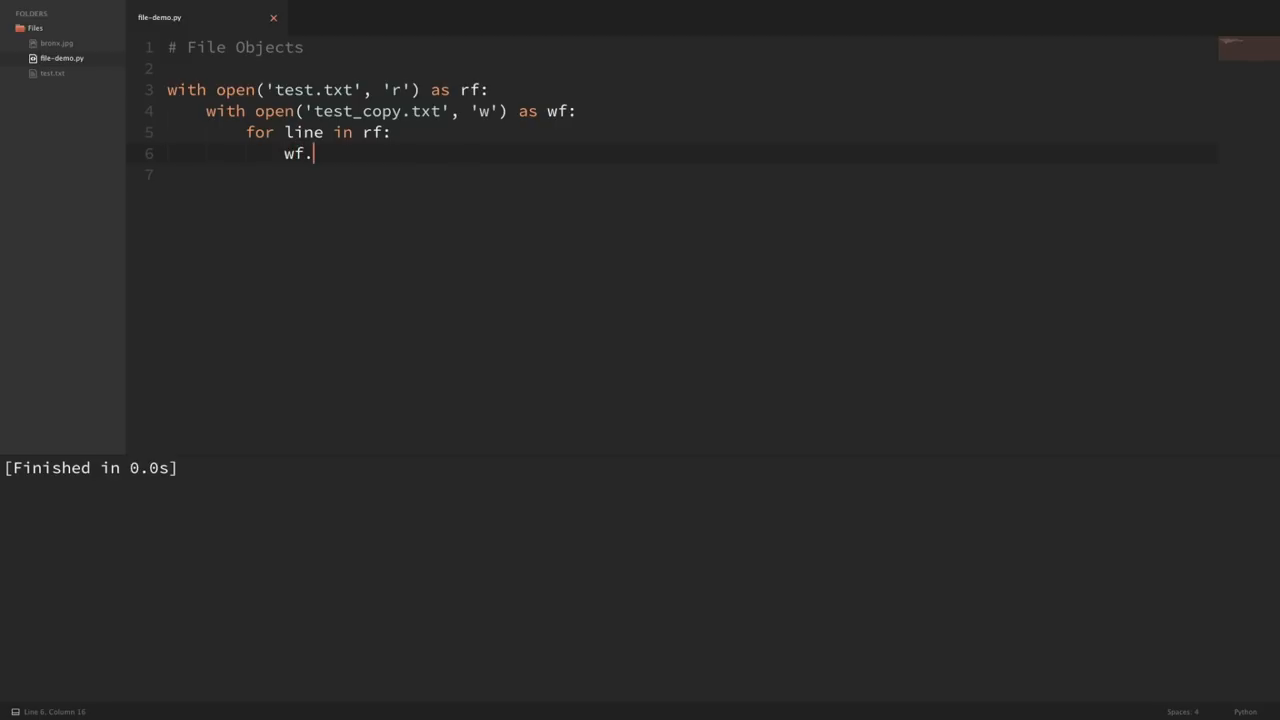 FOLDERS
Files
bronx.jpg
file-demo.py
test.txt
file-demo.py ×
1 # File Objects
2
3 with open('test.txt', 'r') as rf:
4     with open('test_copy.txt', 'w') as wf:
5         for line in rf:
6             wf.
7
[Finished in 0.0s]
Line 6, Column 16
Spaces: 4
Python